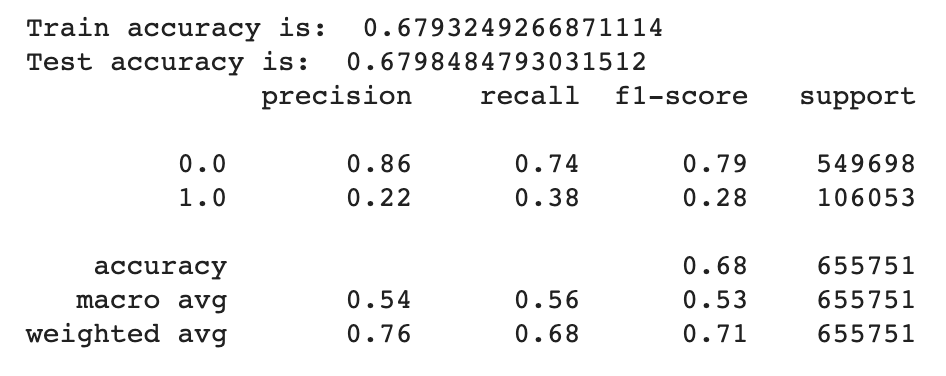 Train accuracy is: 0.6793249266871114
Test accuracy is: 0.6798484793031512
precision recall f1-score support
0.0 0.86 0.74 0.79 549698
1.0 0.22 0.38 0.28 106053
accuracy 0.68 655751
macro avg 0.54 0.56 0.53 655751
weighted avg 0.76 0.68 0.71 655751